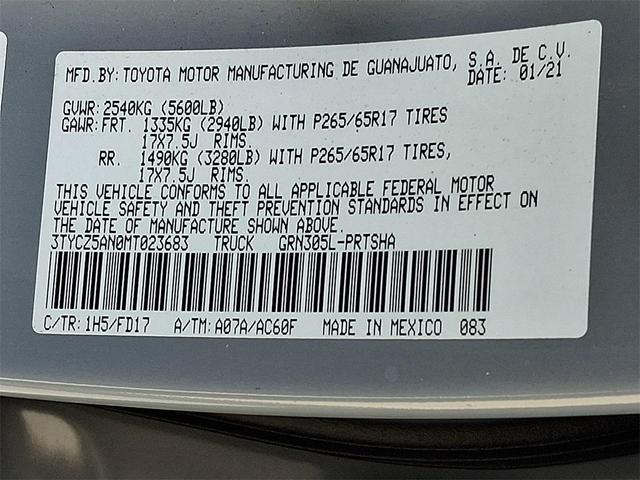 MFD.BY: TOYOTA MOTOR MANUFACTURING DE GUANAJUATO, S.A. DE C.V.
DATE: 01/21
GVWR: 2540KG (5600LB)
GAWR: FRT. 1335KG (2940LB) WITH P265/65R17 TIRES
17X7.5J RIMS.
RR. 1490KG (3280LB) WITH P265/65R17 TIRES,
17X7.5J RIMS.
THIS VEHICLE CONFORMS TO ALL APPLICABLE FEDERAL MOTOR
VEHICLE SAFETY AND THEFT PREVENTION STANDARDS IN EFFECT ON
THE DATE OF MANUFACTURE SHOWN ABOVE.
3TYCZ5AN0MT023683 TRUCK GRN305L-PRTSHA
C/TR: 1H5/FD17 A/TM: A07A/AC60F MADE IN MEXICO 083